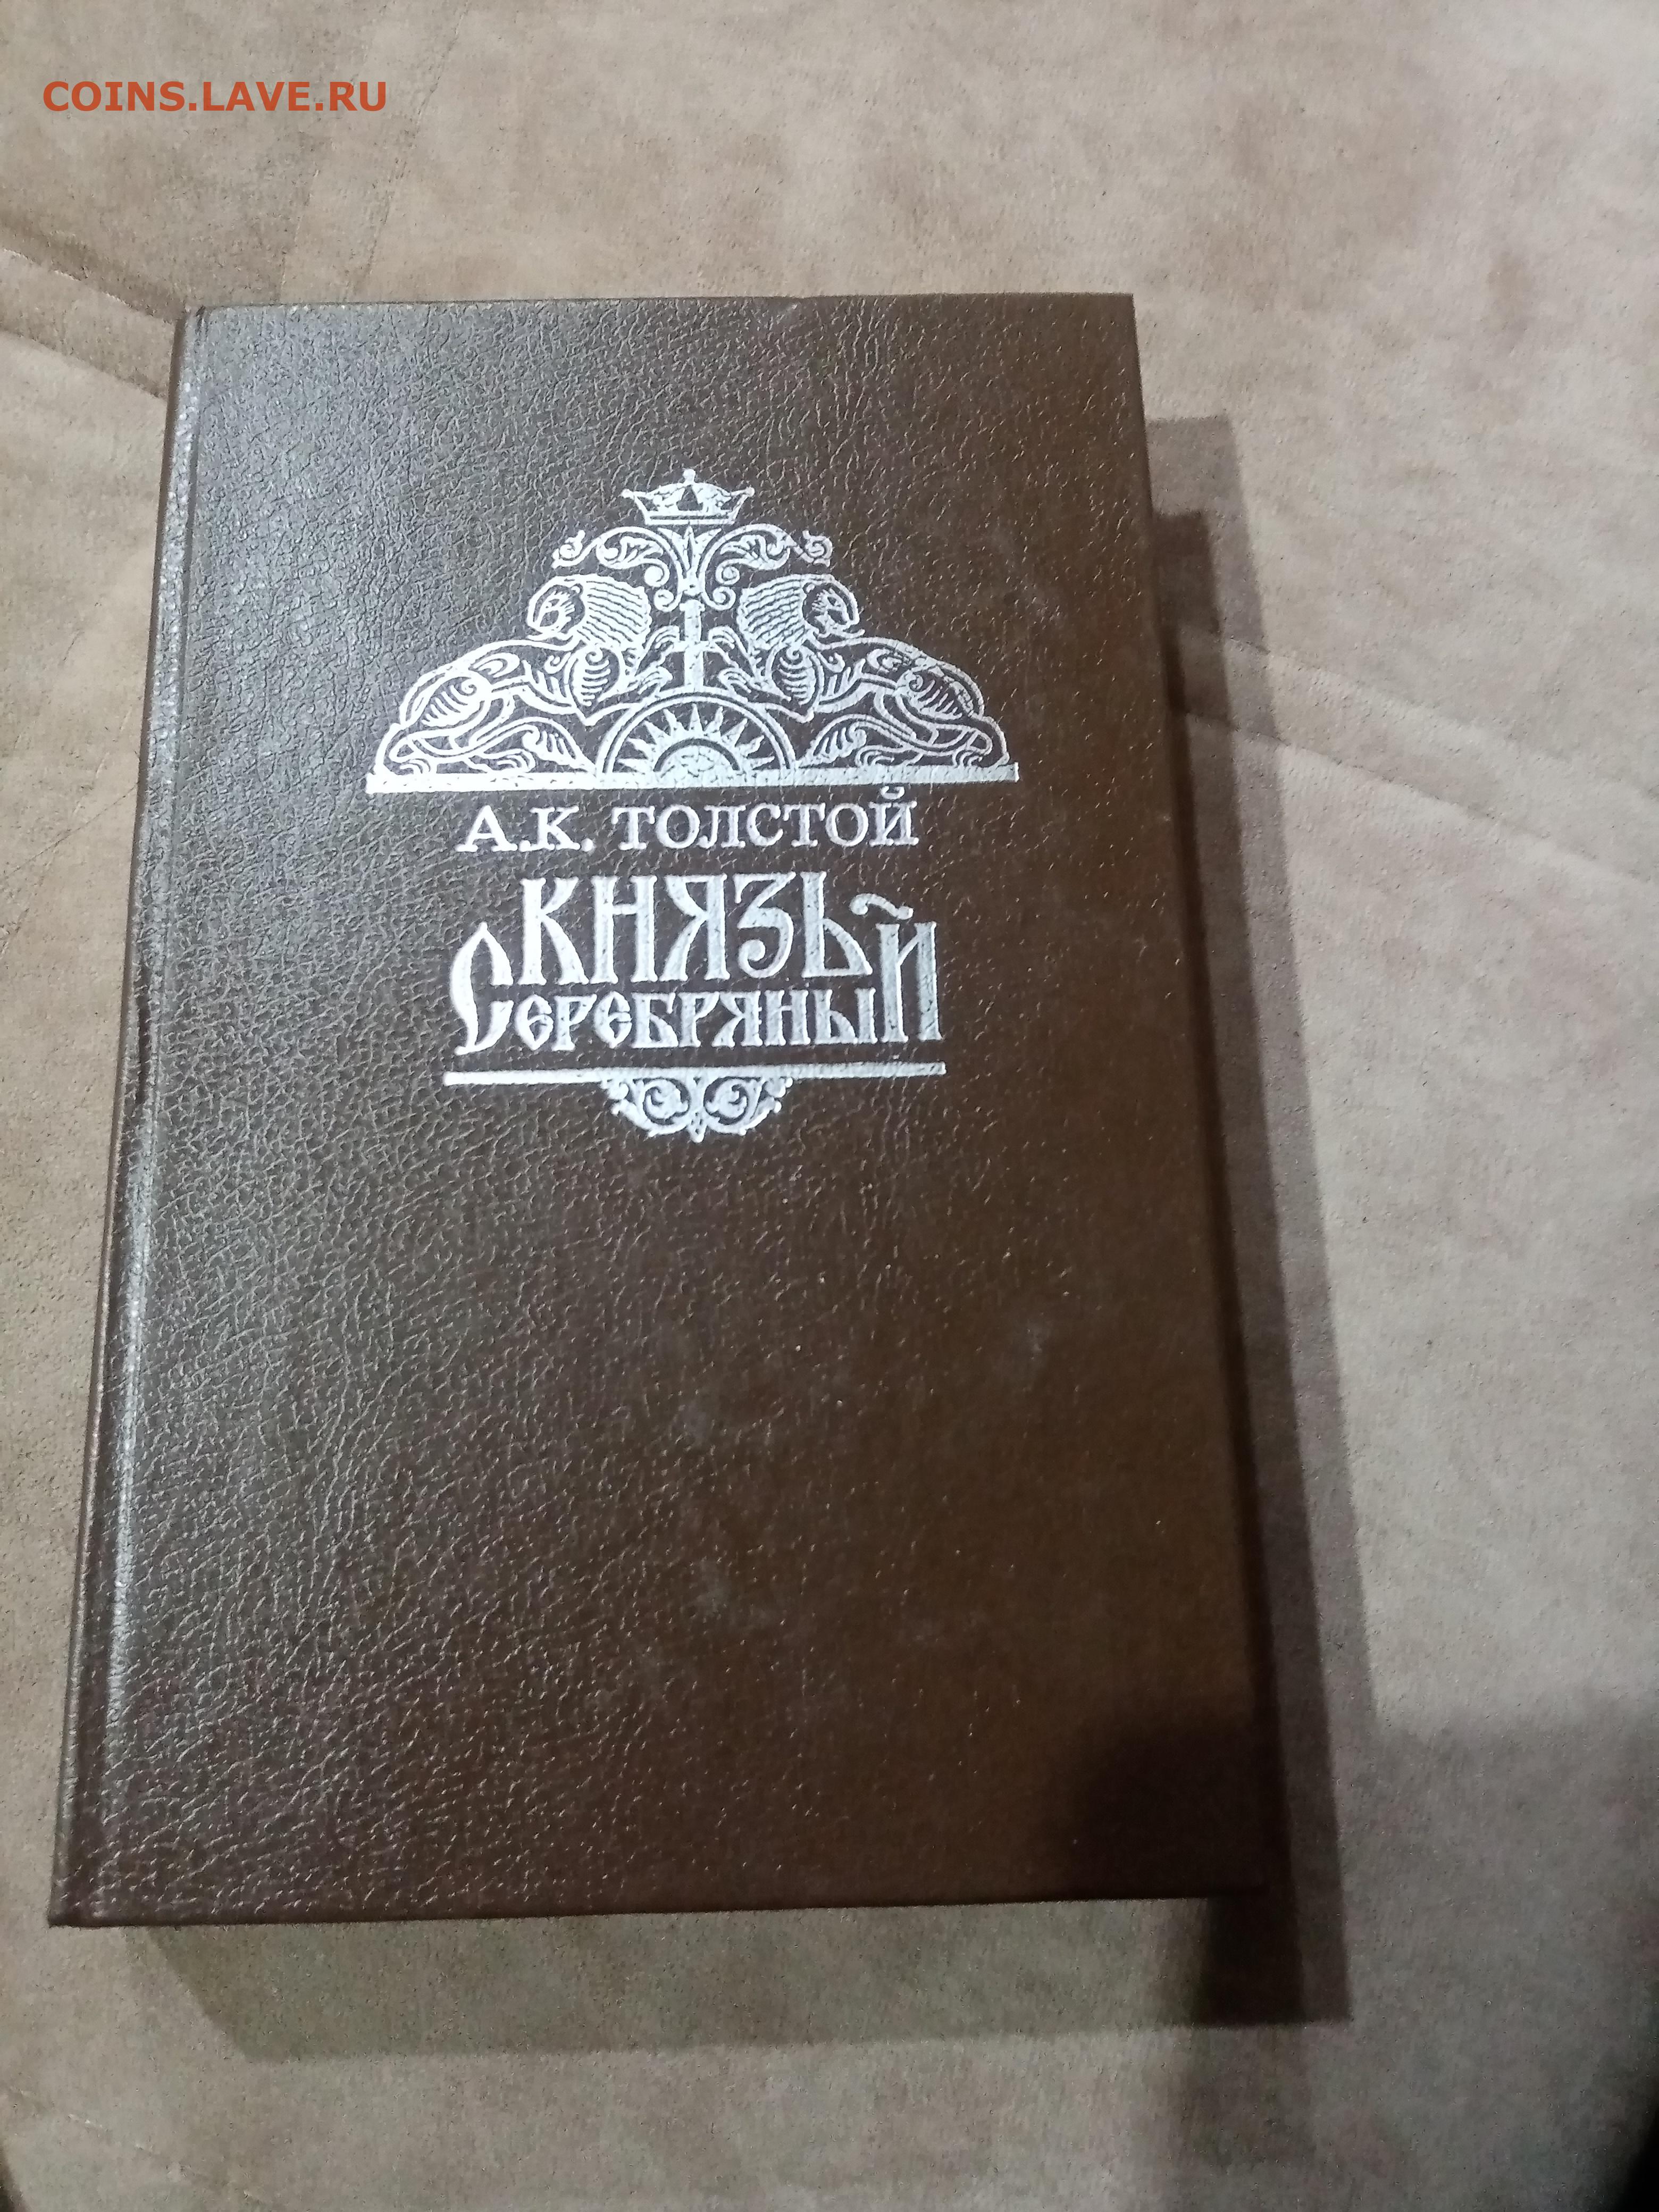 COINS.LAVE.RU
А.К. ТОЛСТОЙ
КНЯЗЬ
СЕРЕБРЯНЫЙ